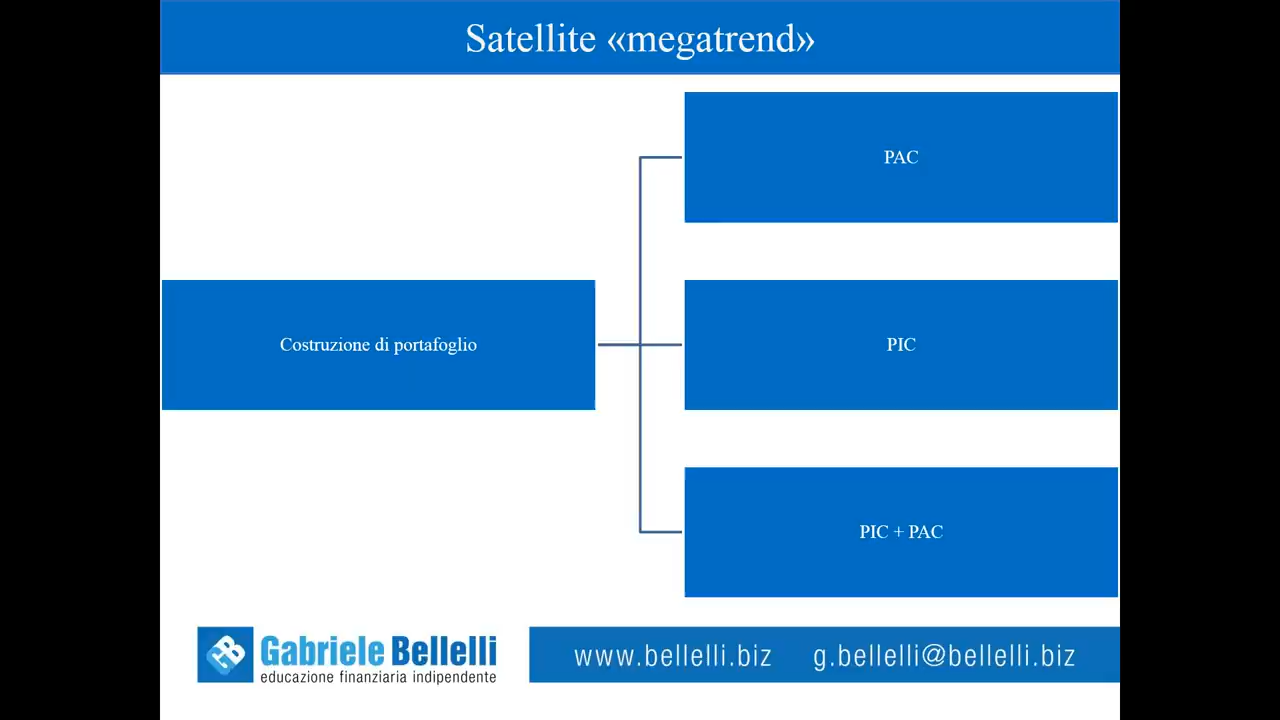 Satellite «megatrend»
PAC
Costruzione di portafoglio
PIC
PIC + PAC
Gabriele Bellelli
educazione finanziaria indipendente
www.bellelli.biz g.bellelli@bellelli.biz